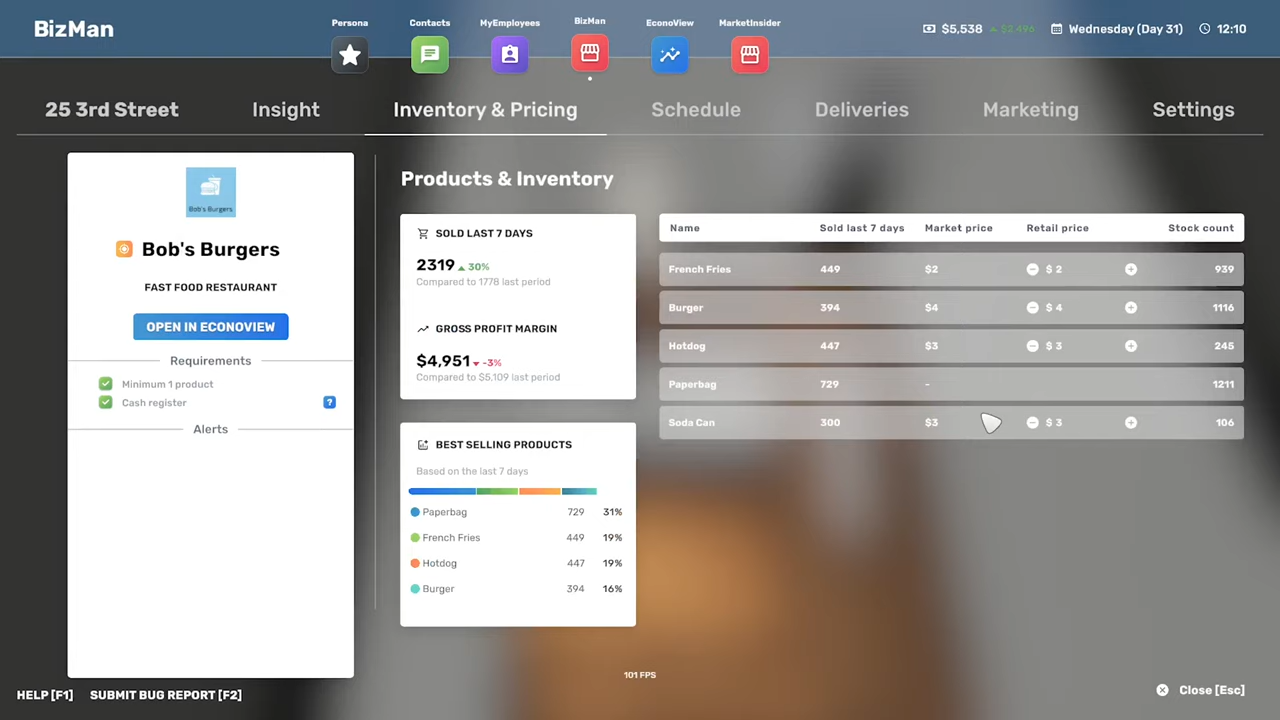 BizMan
Persona
Contacts
MyEmployees
BizMan
EconoView
MarketInsider
$5,538 $2,496
Wednesday (Day 31)
12:10
25 3rd Street
Insight
Inventory & Pricing
Schedule
Deliveries
Marketing
Settings
Bob's Burgers
Bob's Burgers
FAST FOOD RESTAURANT
OPEN IN ECONOVIEW
Requirements
Minimum 1 product
Cash register ?
Alerts
Products & Inventory
SOLD LAST 7 DAYS
2319 30%
Compared to 1778 last period
GROSS PROFIT MARGIN
$4,951 -3%
Compared to $5,109 last period
BEST SELLING PRODUCTS
Based on the last 7 days
Paperbag 729 31%
French Fries 449 19%
Hotdog 447 19%
Burger 394 16%
Name Sold last 7 days Market price Retail price Stock count
French Fries 449 $2 $ 2 939
Burger 394 $4 $ 4 1116
Hotdog 447 $3 $ 3 245
Paperbag 729 - 1211
Soda Can 300 $3 $ 3 106
101 FPS
HELP [F1]
SUBMIT BUG REPORT [F2]
Close [Esc]